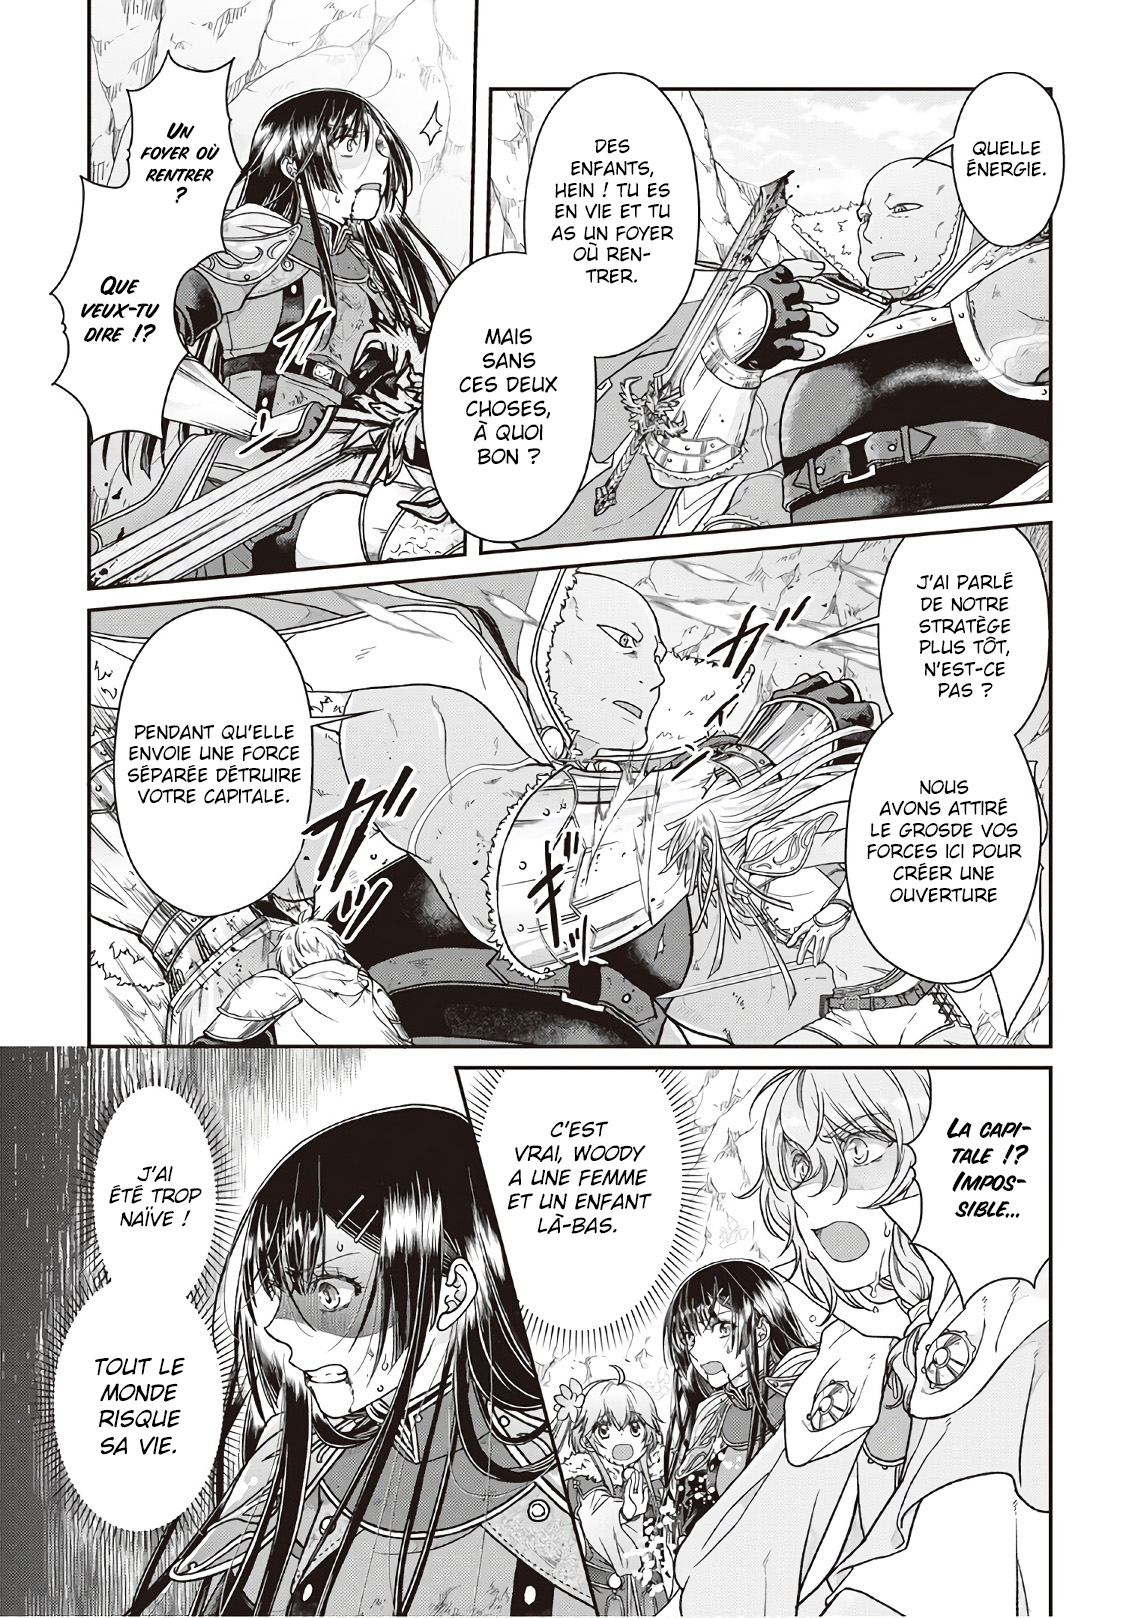 QUELLE
ÉNERGIE.
DES
ENFANTS,
HEIN ! TU ES
EN VIE ET TU
AS UN FOYER
OÙ REN-
TRER.
MAIS
SANS
CES DEUX
CHOSES,
À QUOI
BON ?
UN
FOYER OÙ
RENTRER
?
QUE
VEUX-TU
DIRE !?
J'AI PARLÉ
DE NOTRE
STRATÈGE
PLUS TÔT,
N'EST-CE
PAS ?
NOUS
AVONS ATTIRÉ
LE GROSDE VOS
FORCES ICI POUR
CRÉER UNE
OUVERTURE
PENDANT QU'ELLE
ENVOIE UNE FORCE
SÉPARÉE DÉTRUIRE
VOTRE CAPITALE.
LA CAPI-
TALE !?
IMPOS-
SIBLE...
C'EST
VRAI, WOODY
A UNE FEMME
ET UN ENFANT
LÀ-BAS.
J'AI
ÉTÉ TROP
NAÏVE !
TOUT LE
MONDE
RISQUE
SA VIE.